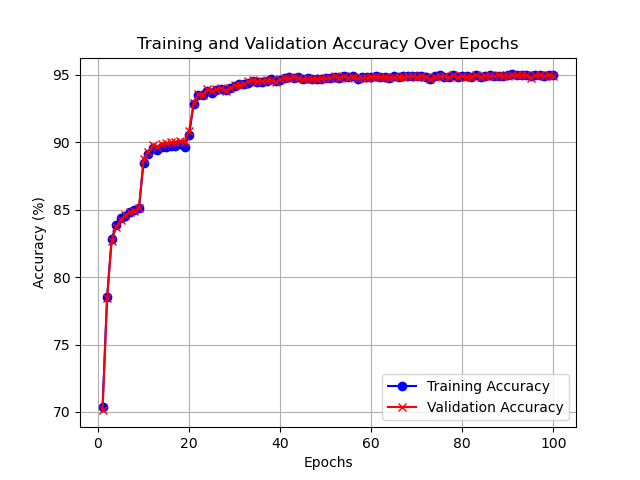 Training and Validation Accuracy Over Epochs
Accuracy (%)
95
90
85
80
75
70
0 20 40 60 80 100
Epochs
Training Accuracy
Validation Accuracy